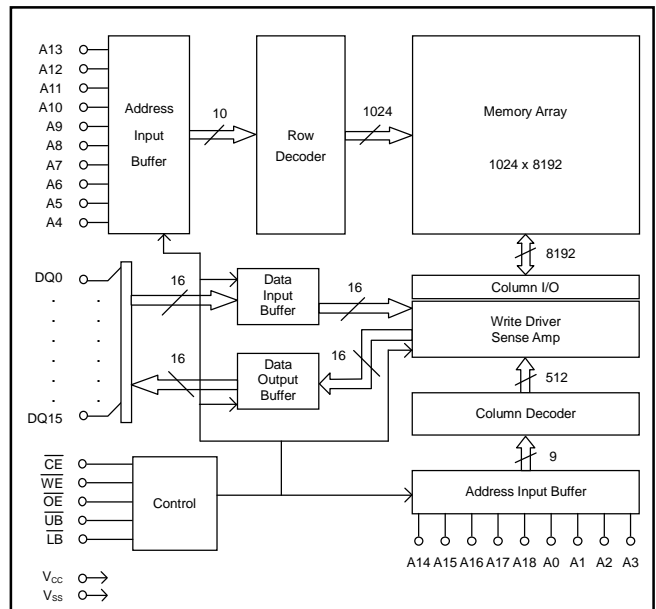 A13
A12
A11
A10
A9
A8
A7
A6
A5
A4
Address
Input
Buffer
10
Row
Decoder
1024
Memory Array
1024 x 8192
8192
DQ0
.
.
.
.
.
.
.
.
.
.
DQ15
16
Data
Input
Buffer
16
Column I/O
Write Driver
Sense Amp
16
Data
Output
Buffer
16
512
Column Decoder
9
Address Input Buffer
CE
WE
OE
UB
LB
Control
A14 A15 A16 A17 A18 A0 A1 A2 A3
VCC
VSS